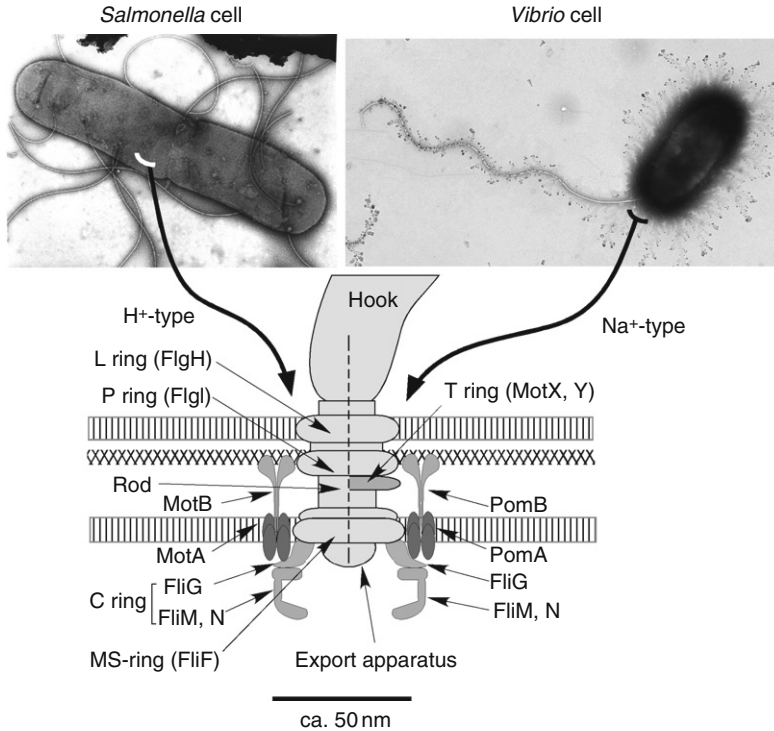 Salmonella cell
Vibrio cell
Hook
H+-type
Na+-type
L ring (FlgH)
P ring (FlgI)
T ring (MotX, Y)
Rod
MotB
PomB
MotA
PomA
FliG
FliG
C ring
FliM, N
FliM, N
MS-ring (FliF)
Export apparatus
ca. 50 nm